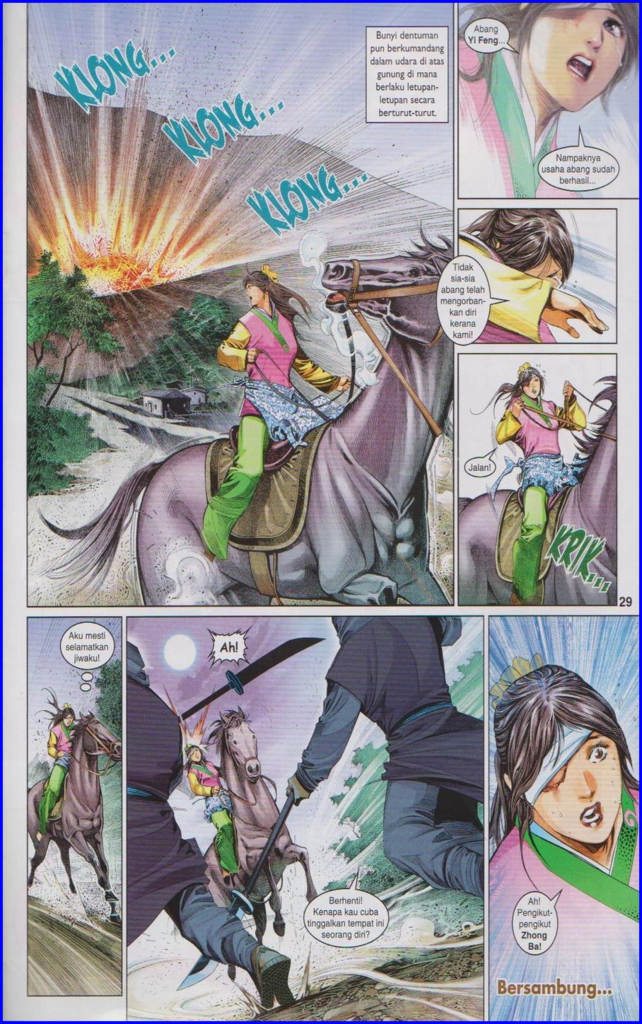 KLONG...
KLONG...
KLONG...
Bunyi dentuman
pun berkumandang
dalam udara di atas
gunung di mana
berlaku letupan-
letupan secara
berturut-turut.
Abang
Yi Feng...
Nampaknya
usaha abang sudah
berhasil...
Tidak
sia-sia
abang telah
mengorban-
kan diri
kerana
kami!
Jalan!
KRIK...
29
Aku mesti
selamatkan
jiwaku!
Ah!
Berhenti!
Kenapa kau cuba
tinggalkan tempat ini
seorang diri?
Ah!
Pengikut-
pengikut
Zhong
Ba!
Bersambung...